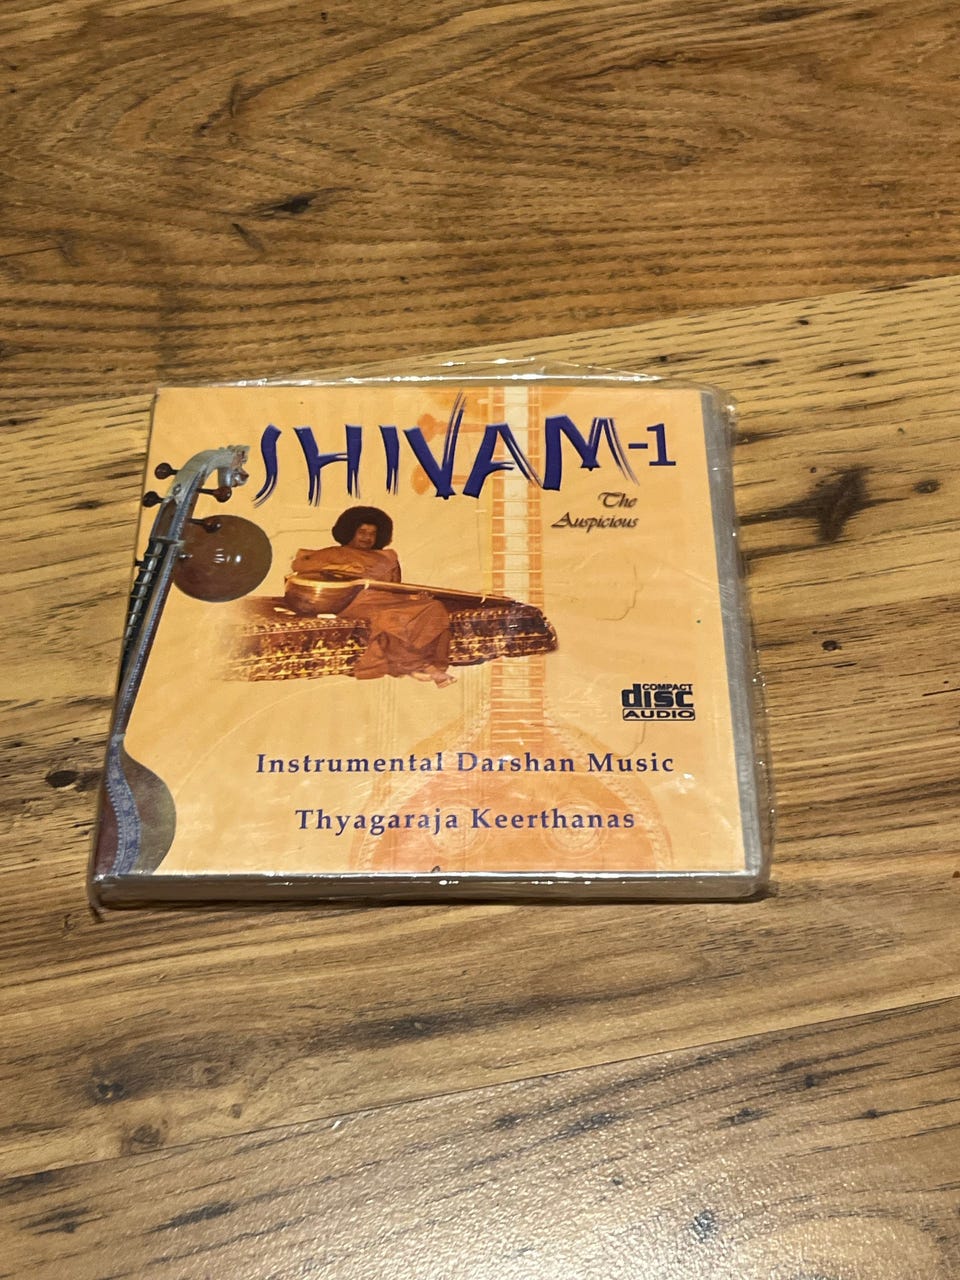 SHIVAM-1
The
Auspicious
COMPACT
disc
AUDIO
Instrumental Darshan Music
Thyagaraja Keerthanas